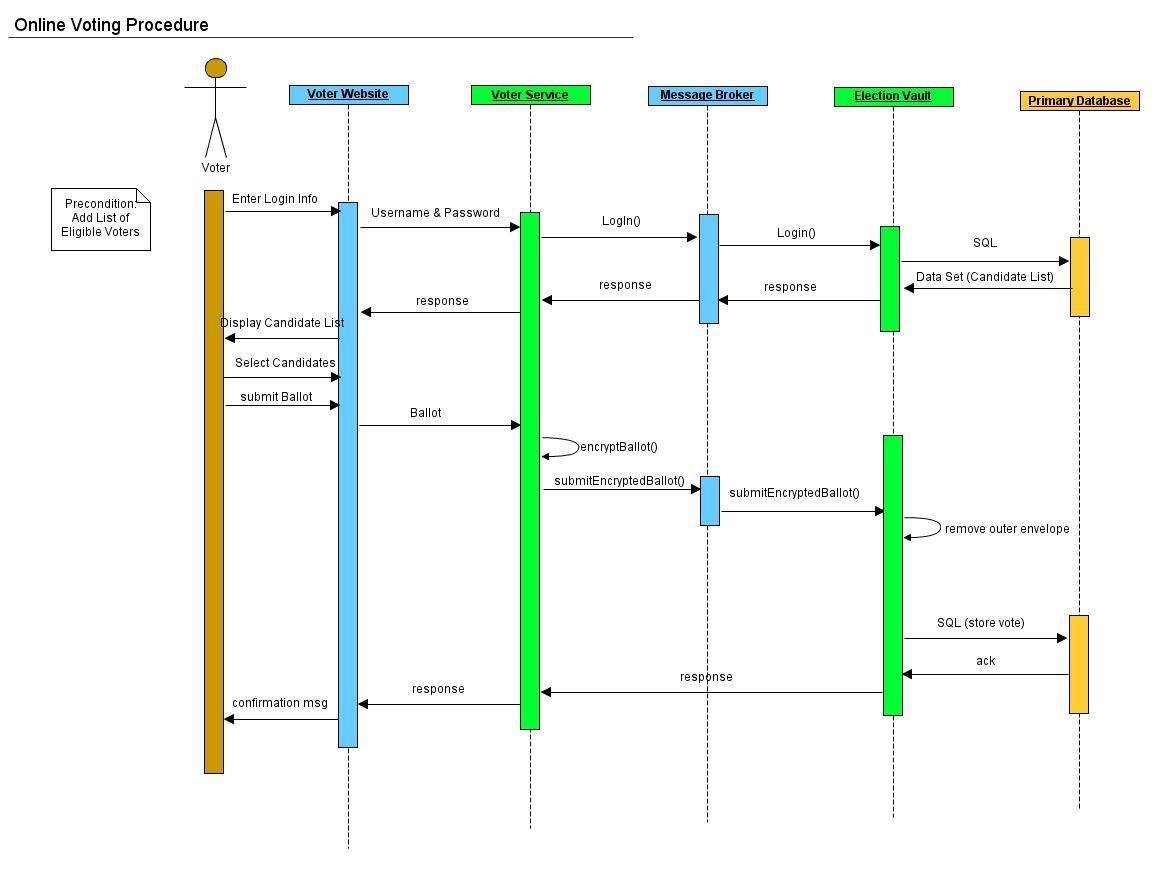 Online Voting Procedure
Voter Website
Voter Service
Message Broker
Election Vault
Primary Database
Voter
Precondition:
Add List of
Eligible Voters
Enter Login Info
Username & Password
LogIn()
Login()
SQL
Data Set (Candidate List)
response
response
response
Display Candidate List
Select Candidates
submit Ballot
Ballot
encryptBallot()
submitEncryptedBallot()
submitEncryptedBallot()
remove outer envelope
SQL (store vote)
ack
response
response
confirmation msg